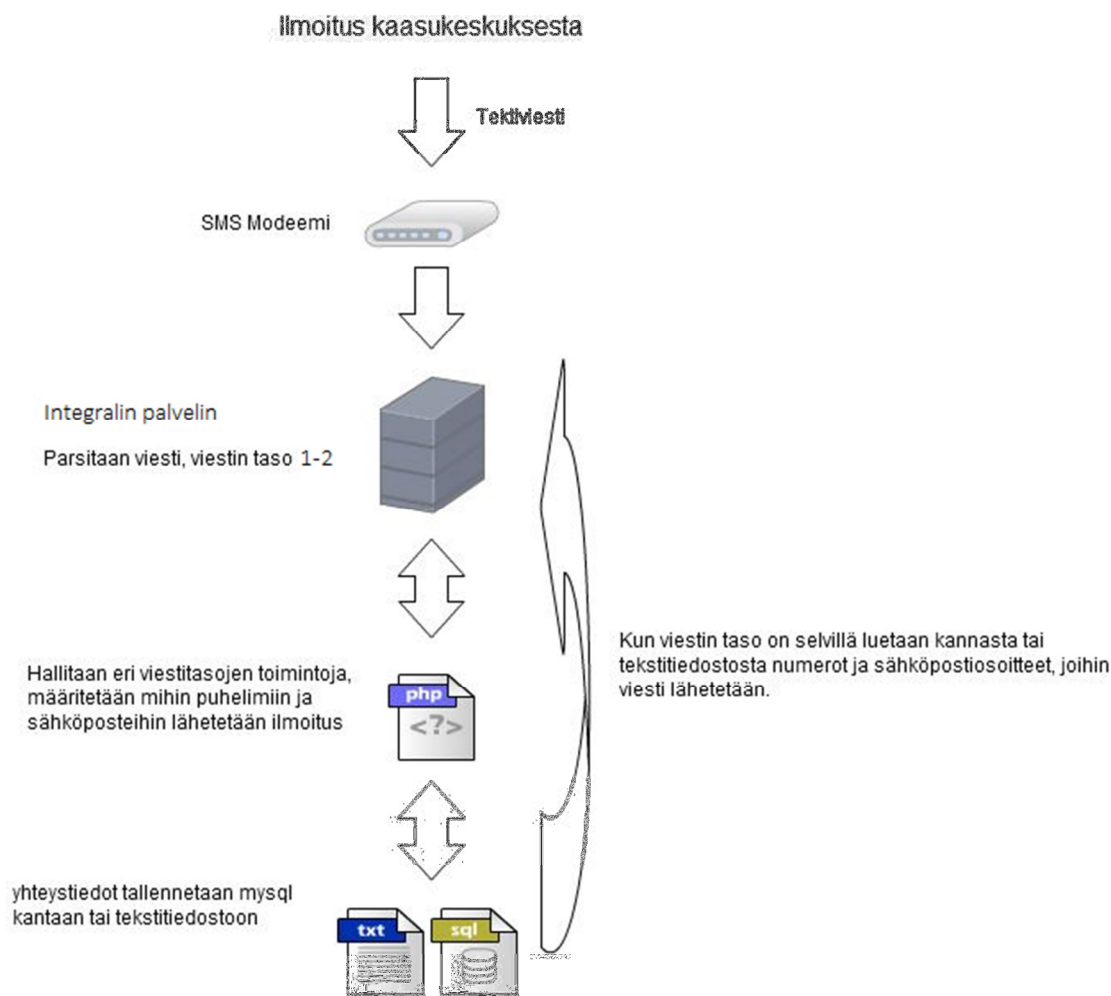 Ilmoitus kaasukeskuksesta
Tektiviesti
SMS Modeemi
Integralin palvelin
Parsitaan viesti, viestin taso 1-2
Kun viestin taso on selvillä luetaan kannasta tai
tekstitiedostosta numerot ja sähköpostiosoitteet, joihin
viesti lähetetään.
Hallitaan eri viestitasojen toimintoja,
määritetään mihin puhelimiin ja
sähköposteihin lähetetään ilmoitus
php
<?>
yhteystiedot tallennetaan mysql
kantaan tai tekstitiedostoon
txt
sql